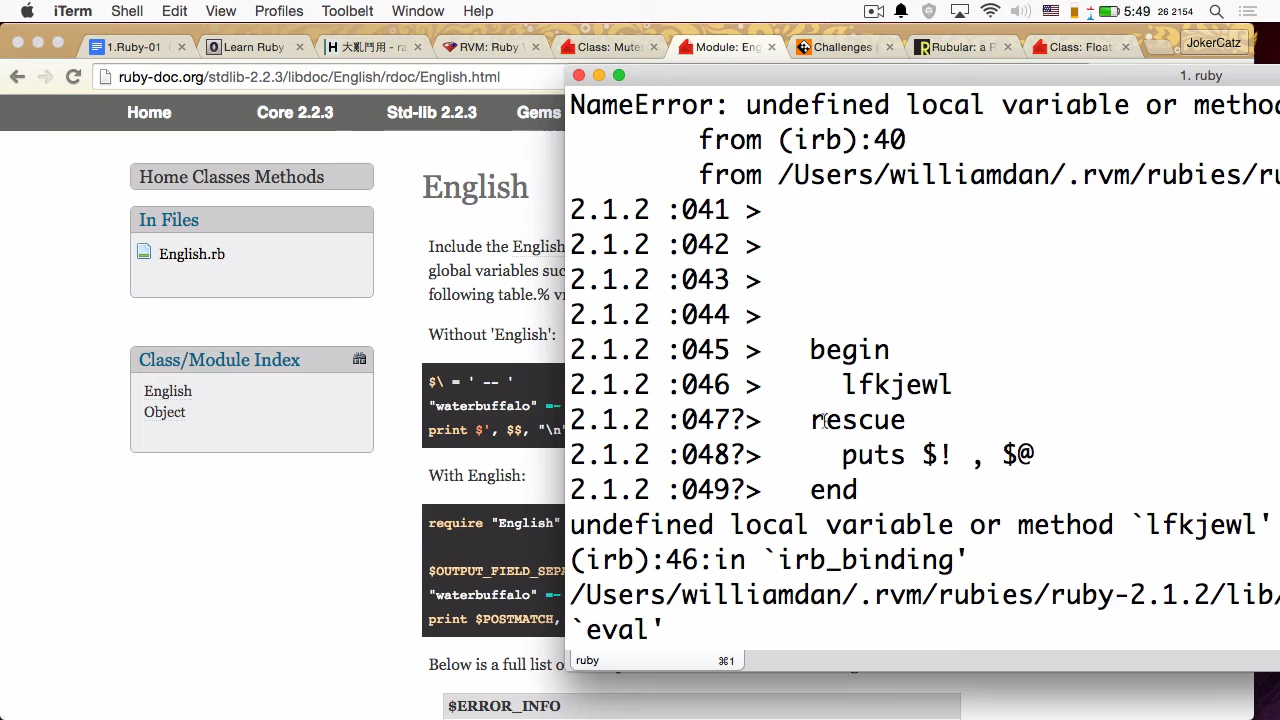 iTerm Shell Edit View Profiles Toolbelt Window Help 5:49 26 2154
1.Ruby-01 Learn Ruby 大亂鬥用 - ra RVM: Ruby Class: Mute Module: Eng Challenges Rubular: a Class: Float JokerCatz
ruby-doc.org/stdlib-2.2.3/libdoc/English/rdoc/English.html
Home Core 2.2.3 Std-lib 2.2.3 Gems
Home Classes Methods
In Files
English.rb
Class/Module Index
English
Object
English
Include the English
global variables suc
following table.% v
Without 'English':
$\ = ' -- '
"waterbuffalo" =~
print $', $$, "\n"
With English:
require "English"
$OUTPUT_FIELD_SEPA
"waterbuffalo" =~
print $POSTMATCH,
Below is a full list o
$ERROR_INFO
1. ruby
NameError: undefined local variable or metho
from (irb):40
from /Users/williamdan/.rvm/rubies/ru
2.1.2 :041 >
2.1.2 :042 >
2.1.2 :043 >
2.1.2 :044 >
2.1.2 :045 > begin
2.1.2 :046 > lfkjewl
2.1.2 :047?> rescue
2.1.2 :048?> puts $! , $@
2.1.2 :049?> end
undefined local variable or method `lfkjewl'
(irb):46:in `irb_binding'
/Users/williamdan/.rvm/rubies/ruby-2.1.2/lib/
`eval'
ruby ⌘1